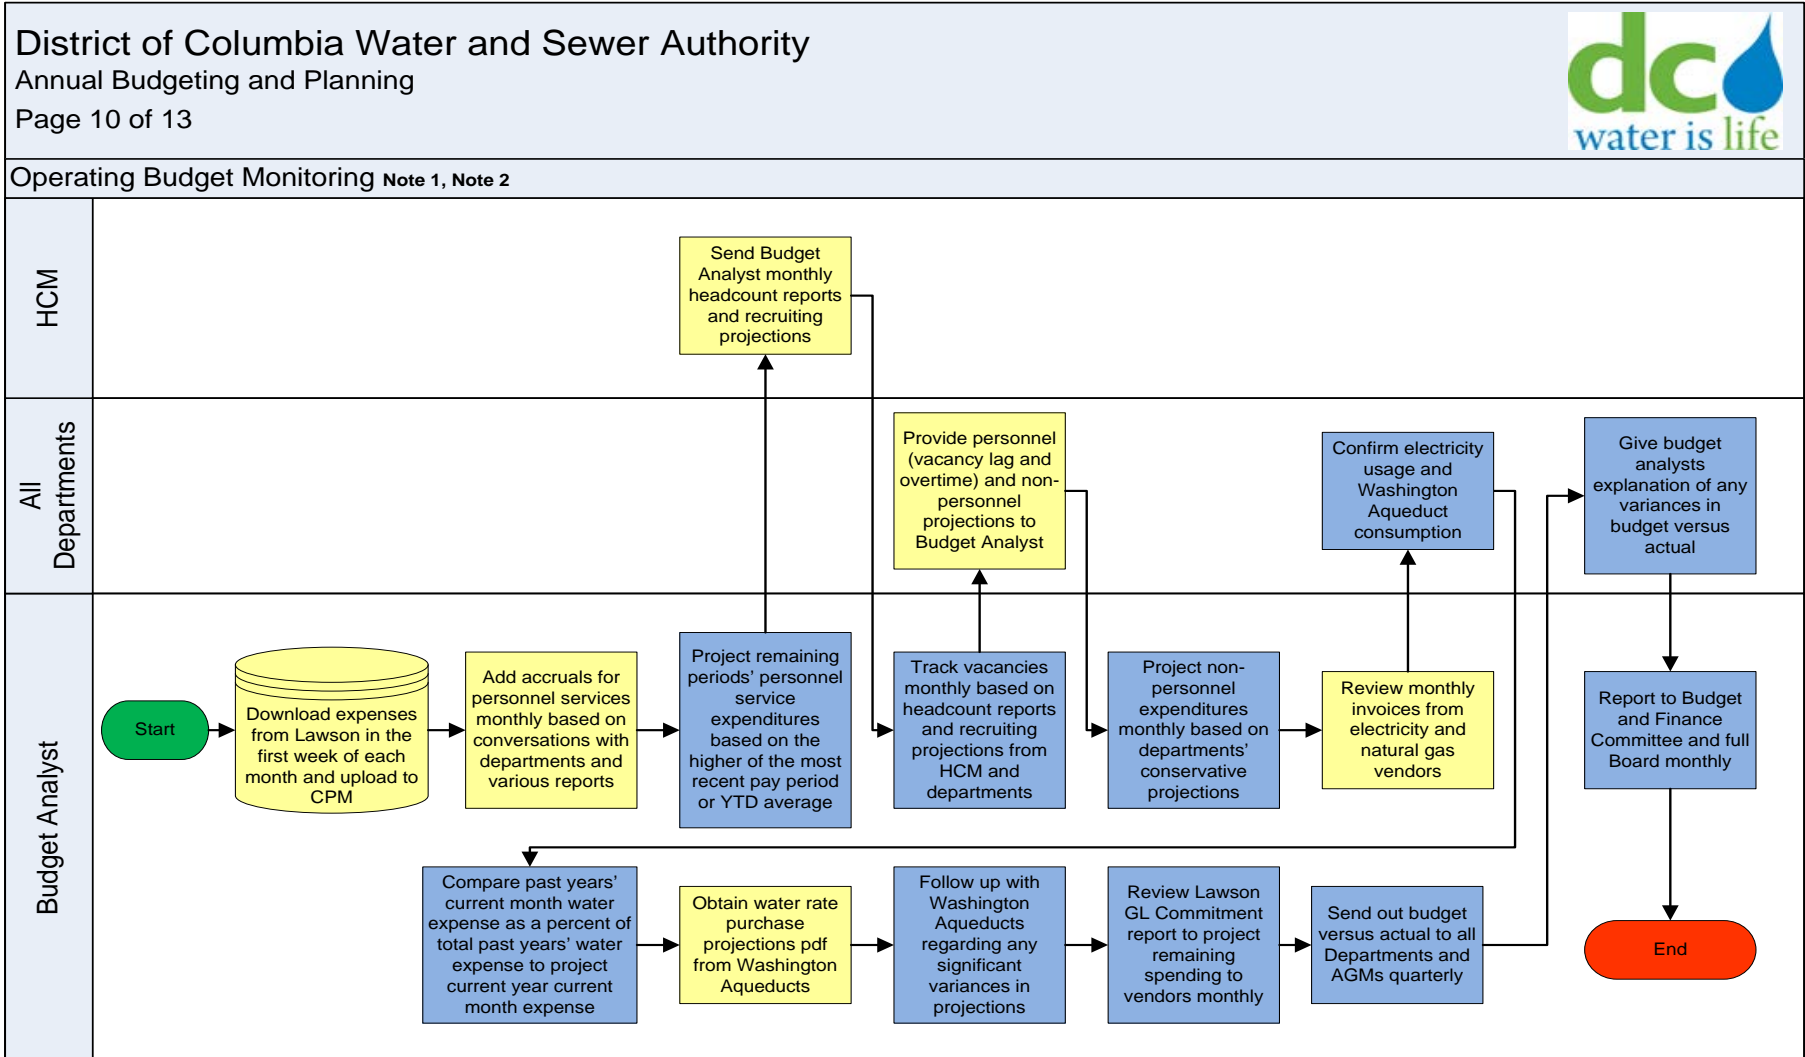 District of Columbia Water and Sewer Authority
Annual Budgeting and Planning
Page 10 of 13
dc
water is life
Operating Budget Monitoring Note 1, Note 2
HCM
Send Budget
Analyst monthly
headcount reports
and recruiting
projections
All
Departments
Provide personnel
(vacancy lag and
overtime) and non-
personnel
projections to
Budget Analyst
Confirm electricity
usage and
Washington
Aqueduct
consumption
Give budget
analysts
explanation of any
variances in
budget versus
actual
Budget Analyst
Start
Download expenses
from Lawson in the
first week of each
month and upload to
CPM
Add accruals for
personnel services
monthly based on
conversations with
departments and
various reports
Project remaining
periods’ personnel
service
expenditures
based on the
higher of the most
recent pay period
or YTD average
Track vacancies
monthly based on
headcount reports
and recruiting
projections from
HCM and
departments
Project non-
personnel
expenditures
monthly based on
departments’
conservative
projections
Review monthly
invoices from
electricity and
natural gas
vendors
Report to Budget
and Finance
Committee and full
Board monthly
Compare past years’
current month water
expense as a percent of
total past years’ water
expense to project
current year current
month expense
Obtain water rate
purchase
projections pdf
from Washington
Aqueducts
Follow up with
Washington
Aqueducts
regarding any
significant
variances in
projections
Review Lawson
GL Commitment
report to project
remaining
spending to
vendors monthly
Send out budget
versus actual to all
Departments and
AGMs quarterly
End